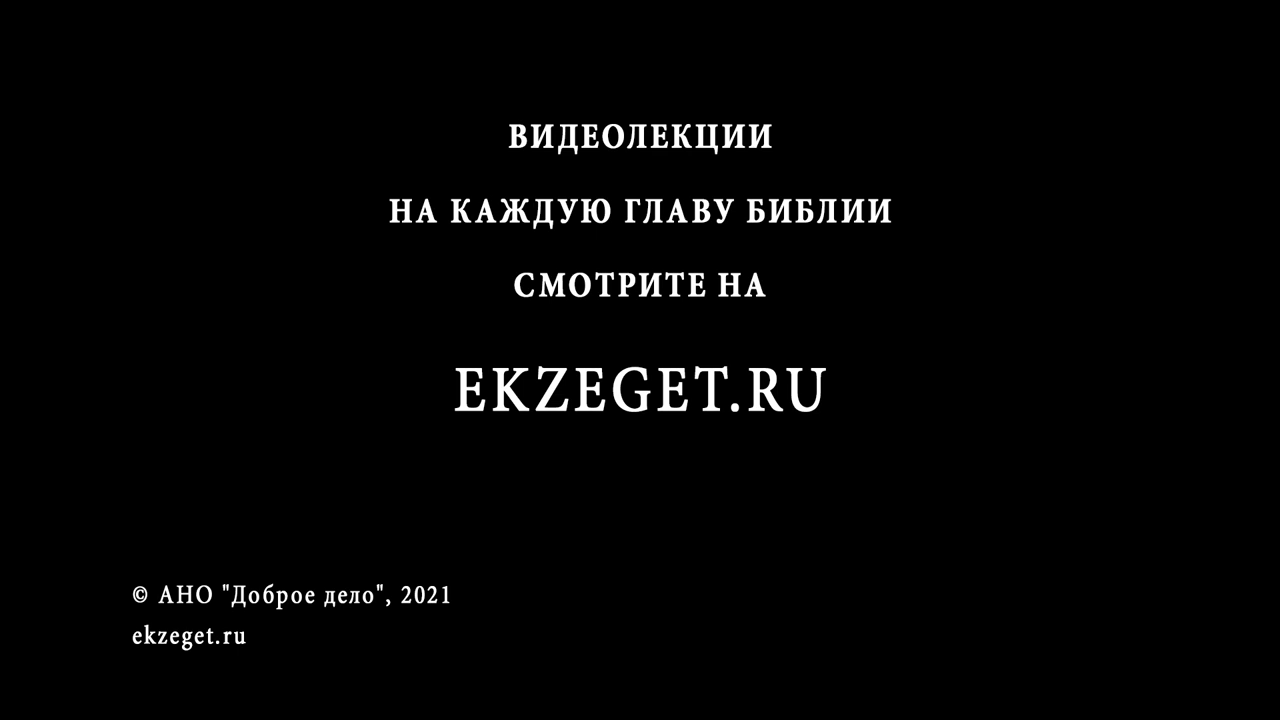 ВИДЕОЛЕКЦИИ
НА КАЖДУЮ ГЛАВУ БИБЛИИ
СМОТРИТЕ НА
EKZEGET.RU
© АНО "Доброе дело", 2021
ekzeget.ru